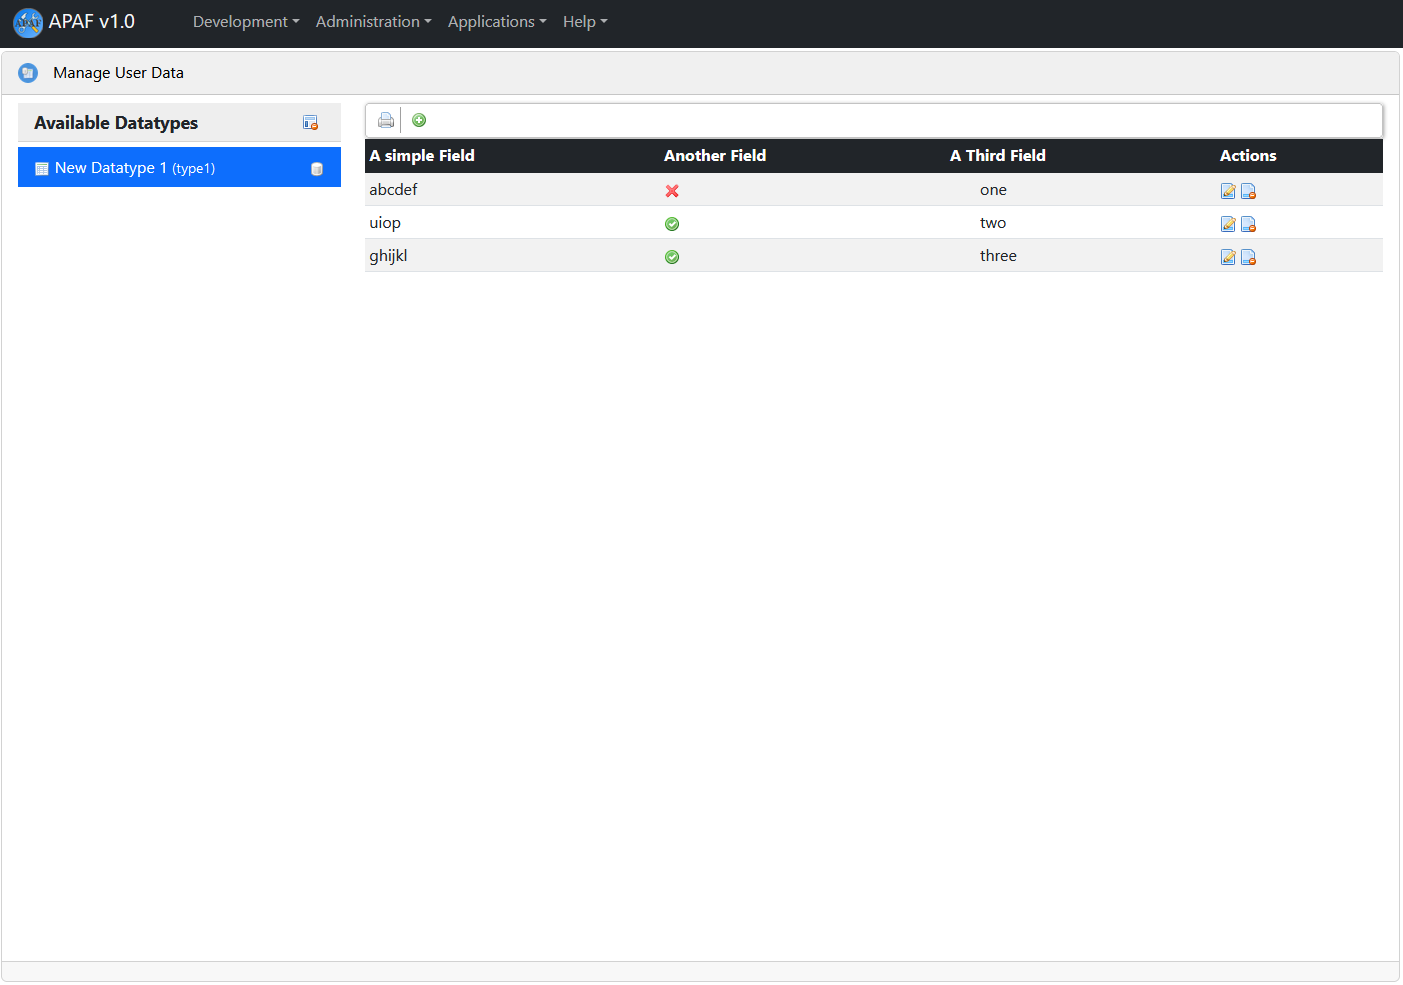 APAF v1.0 Development Administration Applications Help
Manage User Data
Available Datatypes
New Datatype 1 (type1)
A simple Field Another Field A Third Field Actions
abcdef one
uiop two
ghijkl three